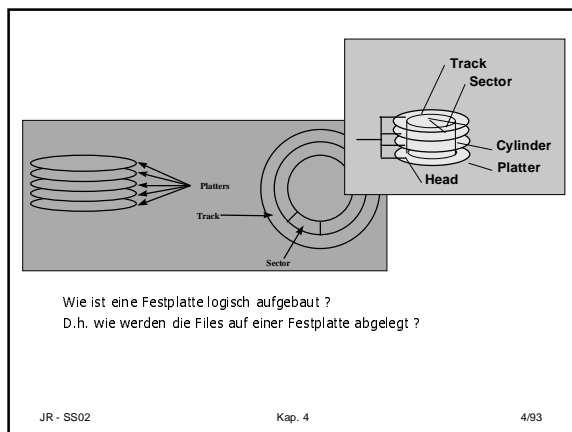 Track
Sector
Cylinder
Platter
Head
Platters
Track
Sector
Wie ist eine Festplatte logisch aufgebaut ?
D.h. wie werden die Files auf einer Festplatte abgelegt ?
JR - SS02 Kap. 4 4/93